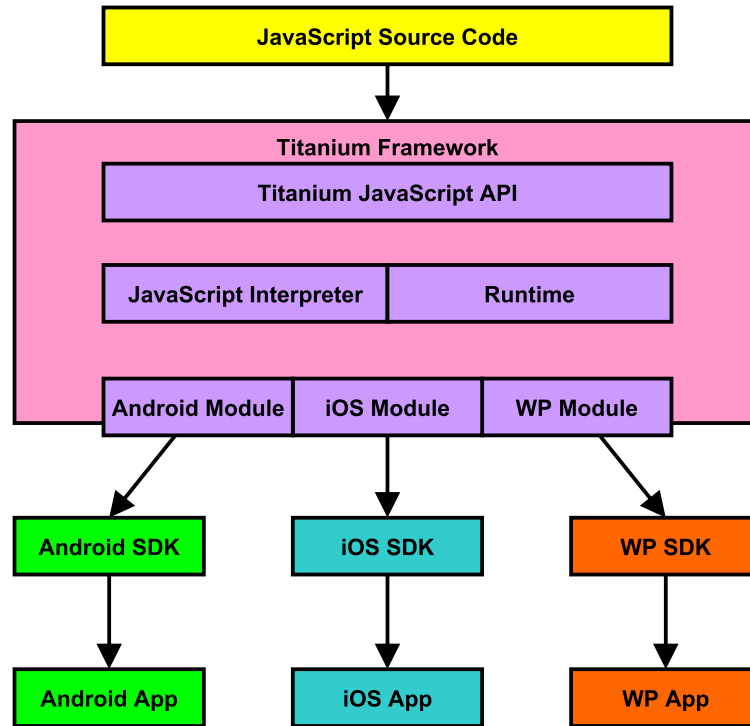 JavaScript Source Code
Titanium Framework
Titanium JavaScript API
JavaScript Interpreter
Runtime
Android Module
iOS Module
WP Module
Android SDK
iOS SDK
WP SDK
Android App
iOS App
WP App